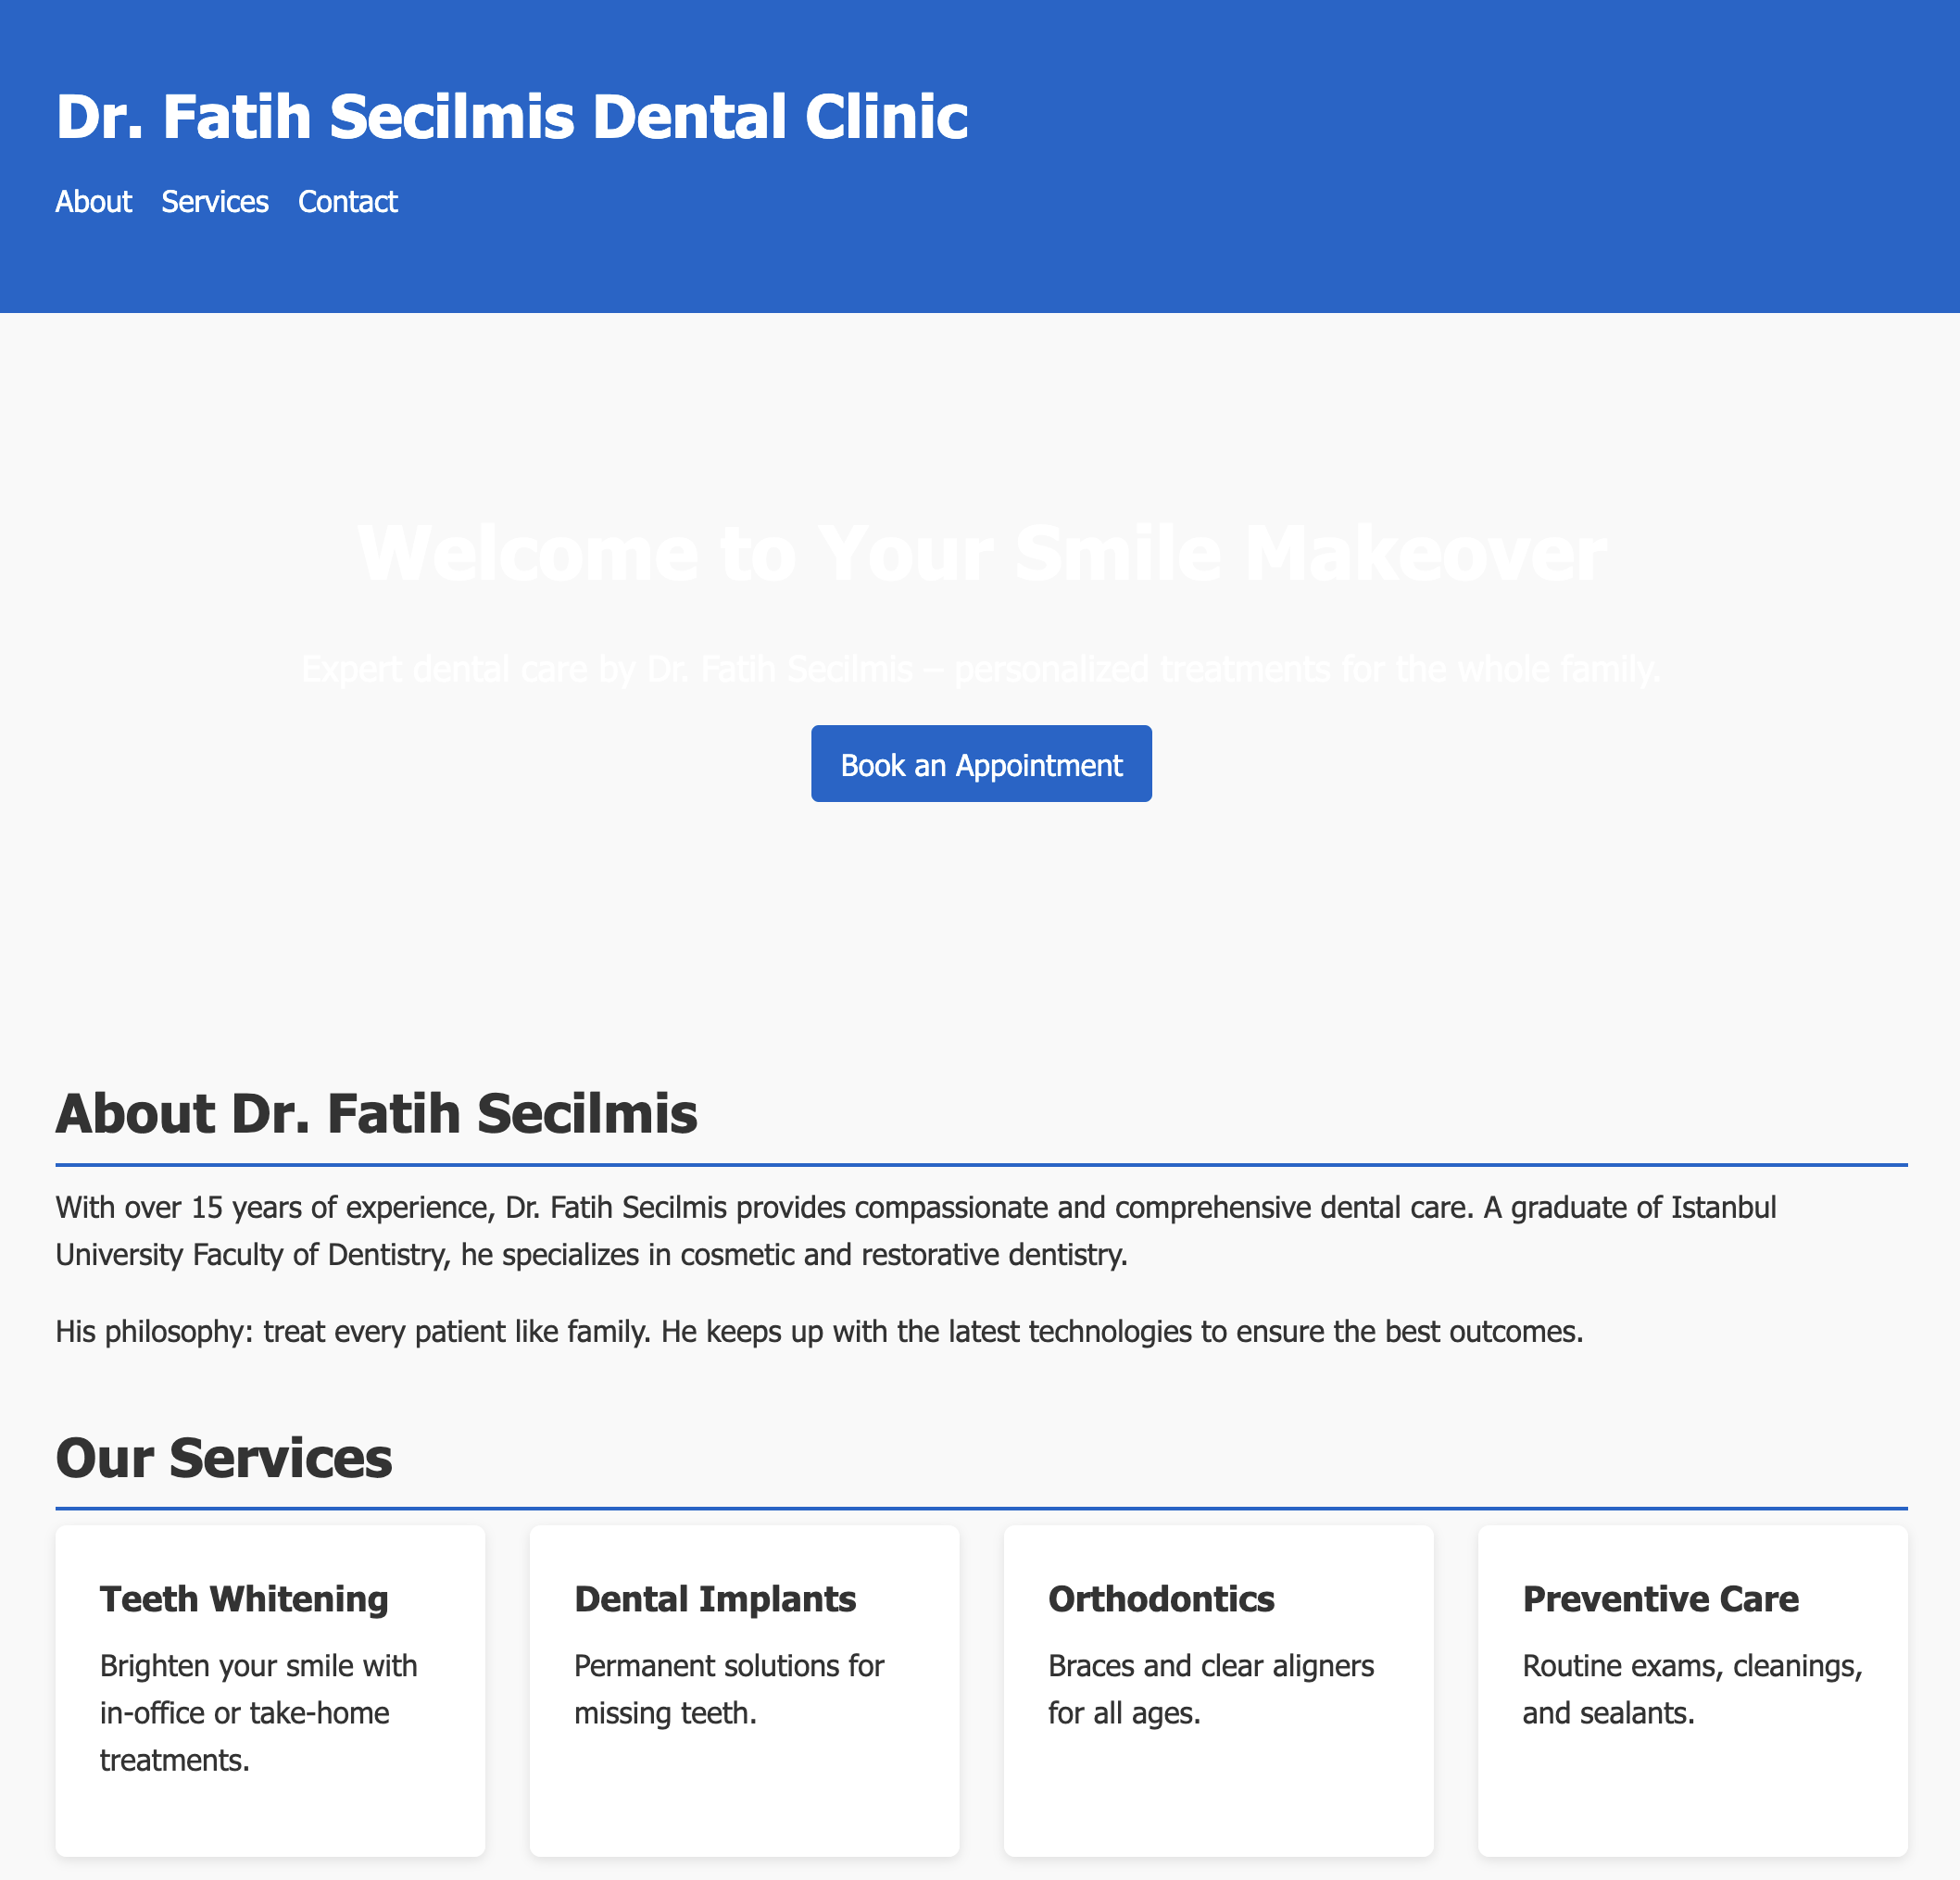 Dr. Fatih Secilmis Dental Clinic
About Services Contact
Welcome to Your Smile Makeover
Expert dental care by Dr. Fatih Secilmis – personalized treatments for the whole family.
Book an Appointment
About Dr. Fatih Secilmis
With over 15 years of experience, Dr. Fatih Secilmis provides compassionate and comprehensive dental care. A graduate of Istanbul
University Faculty of Dentistry, he specializes in cosmetic and restorative dentistry.
His philosophy: treat every patient like family. He keeps up with the latest technologies to ensure the best outcomes.
Our Services
Teeth Whitening
Brighten your smile with
in-office or take-home
treatments.
Dental Implants
Permanent solutions for
missing teeth.
Orthodontics
Braces and clear aligners
for all ages.
Preventive Care
Routine exams, cleanings,
and sealants.